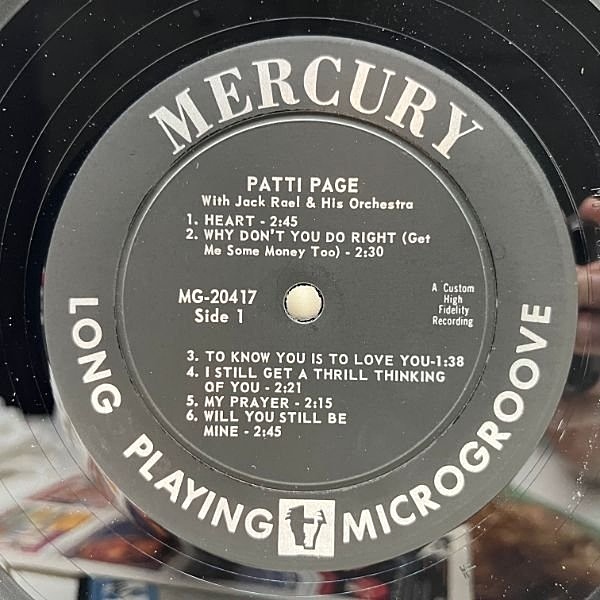 MERCURY
PATTI PAGE
With Jack Rael & His Orchestra
1. HEART - 2:45
2. WHY DON'T YOU DO RIGHT (Get
Me Some Money Too) - 2:30
MG-20417
Side 1
A Custom
High
Fidelity
Recording
3. TO KNOW YOU IS TO LOVE YOU-1:38
4. I STILL GET A THRILL THINKING
OF YOU - 2:21
5. MY PRAYER - 2:15
6. WILL YOU STILL BE
MINE - 2:45
LONG PLAYING MICROGROOVE